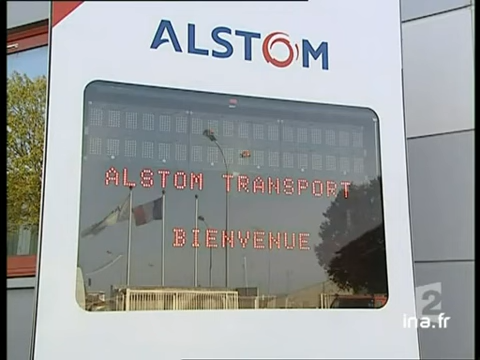 ALSTOM
ALSTOM TRANSPORT
BIENVENUE
2
ina.fr